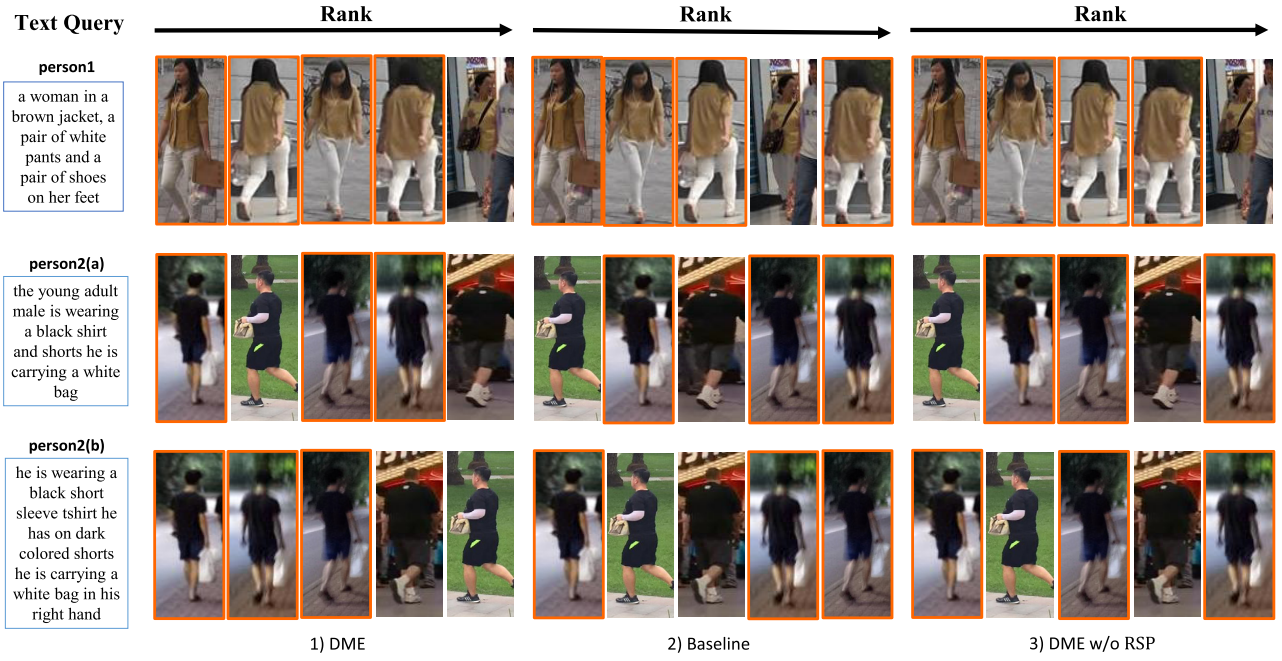 Text Query
Rank
Rank
Rank
person1
a woman in a
brown jacket, a
pair of white
pants and a
pair of shoes
on her feet
person2(a)
the young adult
male is wearing
a black shirt
and shorts he is
carrying a white
bag
person2(b)
he is wearing a
black short
sleeve tshirt he
has on dark
colored shorts
he is carrying a
white bag in his
right hand
1) DME
2) Baseline
3) DME w/o RSP